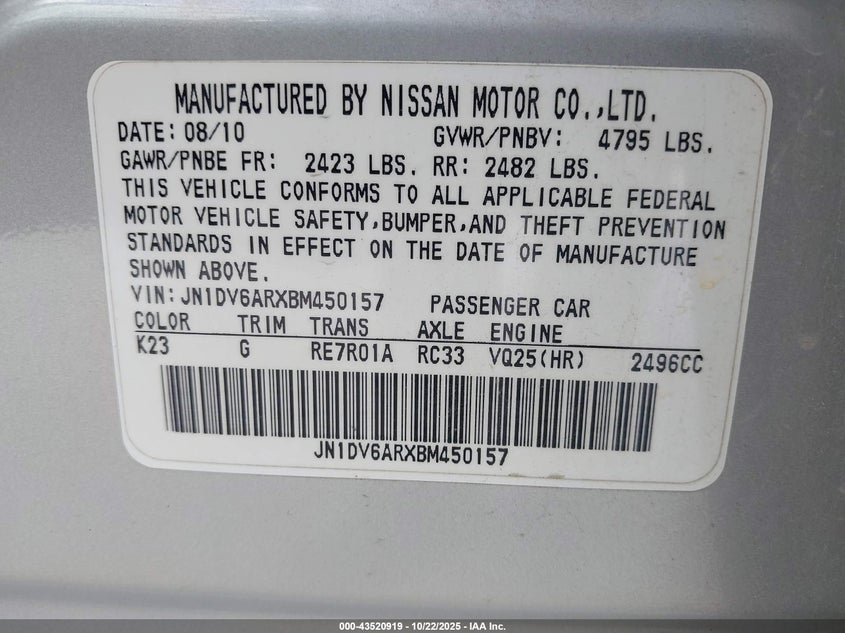 MANUFACTURED BY NISSAN MOTOR CO.,LTD.
DATE: 08/10 GVWR/PNBV: 4795 LBS.
GAWR/PNBE FR: 2423 LBS. RR: 2482 LBS.
THIS VEHICLE CONFORMS TO ALL APPLICABLE FEDERAL
MOTOR VEHICLE SAFETY,BUMPER,AND THEFT PREVENTION
STANDARDS IN EFFECT ON THE DATE OF MANUFACTURE
SHOWN ABOVE.
VIN: JN1DV6ARXBM450157 PASSENGER CAR
COLOR TRIM TRANS AXLE ENGINE
K23 G RE7R01A RC33 VQ25(HR) 2496CC
JN1DV6ARXBM450157
000-43520919 - 10/22/2025 - IAA Inc.